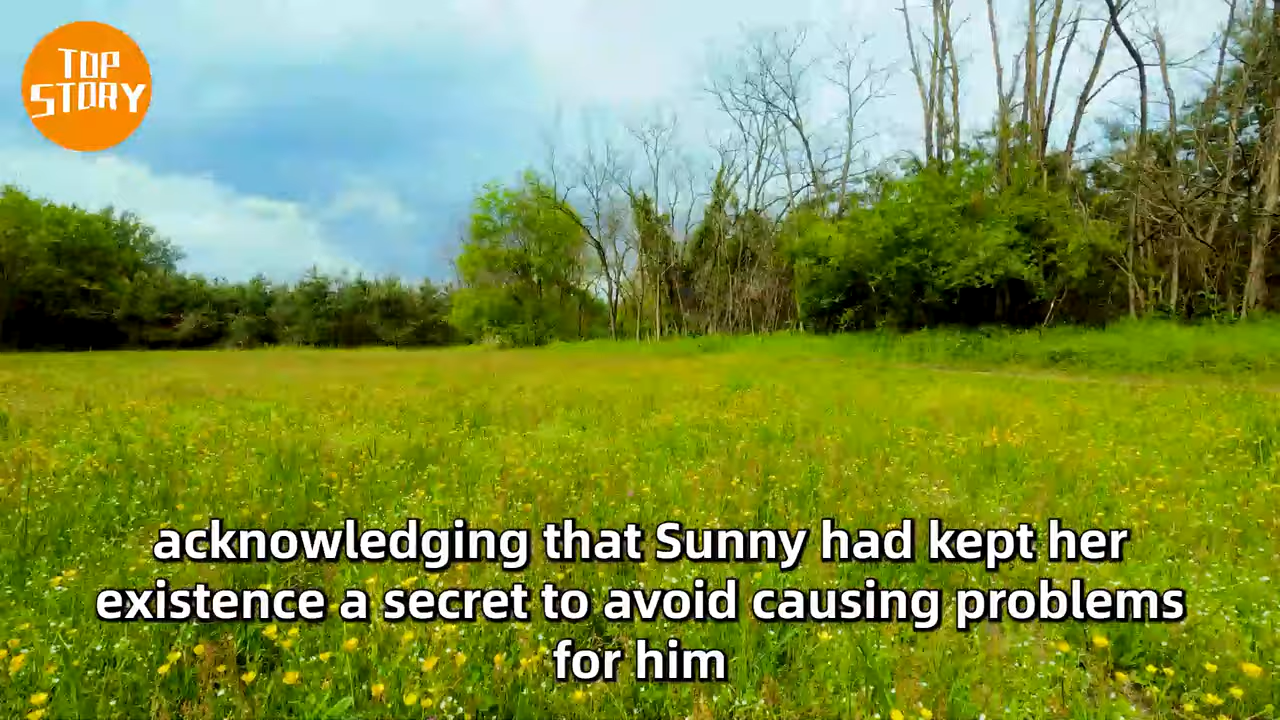 TOP
STORY
acknowledging that Sunny had kept her
existence a secret to avoid causing problems
for him